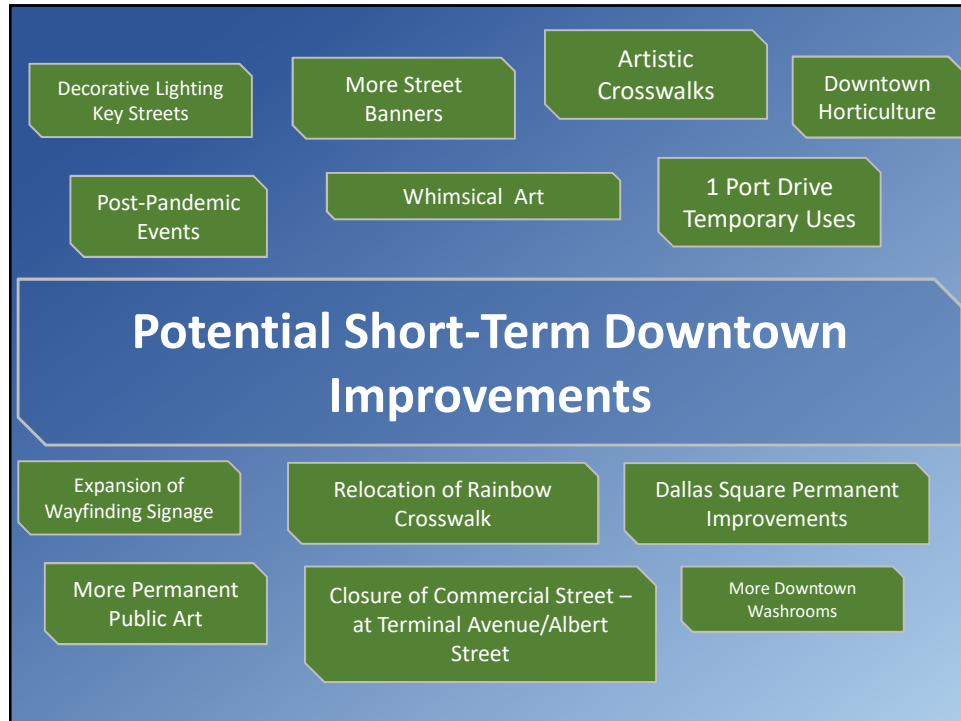 Decorative Lighting
Key Streets
More Street
Banners
Artistic
Crosswalks
Downtown
Horticulture
Post-Pandemic
Events
Whimsical Art
1 Port Drive
Temporary Uses
Potential Short-Term Downtown
Improvements
Expansion of
Wayfinding Signage
Relocation of Rainbow
Crosswalk
Dallas Square Permanent
Improvements
More Permanent
Public Art
Closure of Commercial Street –
at Terminal Avenue/Albert
Street
More Downtown
Washrooms